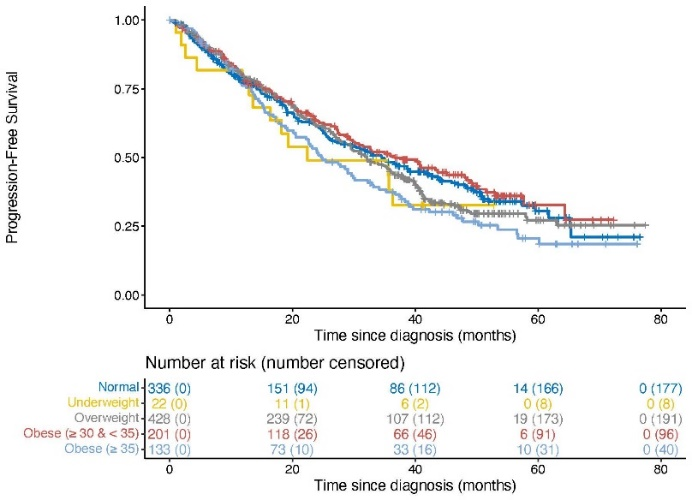 Progression-Free Survival
1.00
0.75
0.50
0.25
0.00
0 20 40 60 80
Time since diagnosis (months)
Number at risk (number censored)
Normal 336 (0) 151 (94) 86 (112) 14 (166) 0 (177)
Underweight 22 (0) 11 (1) 6 (2) 0 (8) 0 (8)
Overweight 428 (0) 239 (72) 107 (112) 19 (173) 0 (191)
Obese (≥ 30 & < 35) 201 (0) 118 (26) 66 (46) 6 (91) 0 (96)
Obese (≥ 35) 133 (0) 73 (10) 33 (16) 10 (31) 0 (40)
0 20 40 60 80
Time since diagnosis (months)